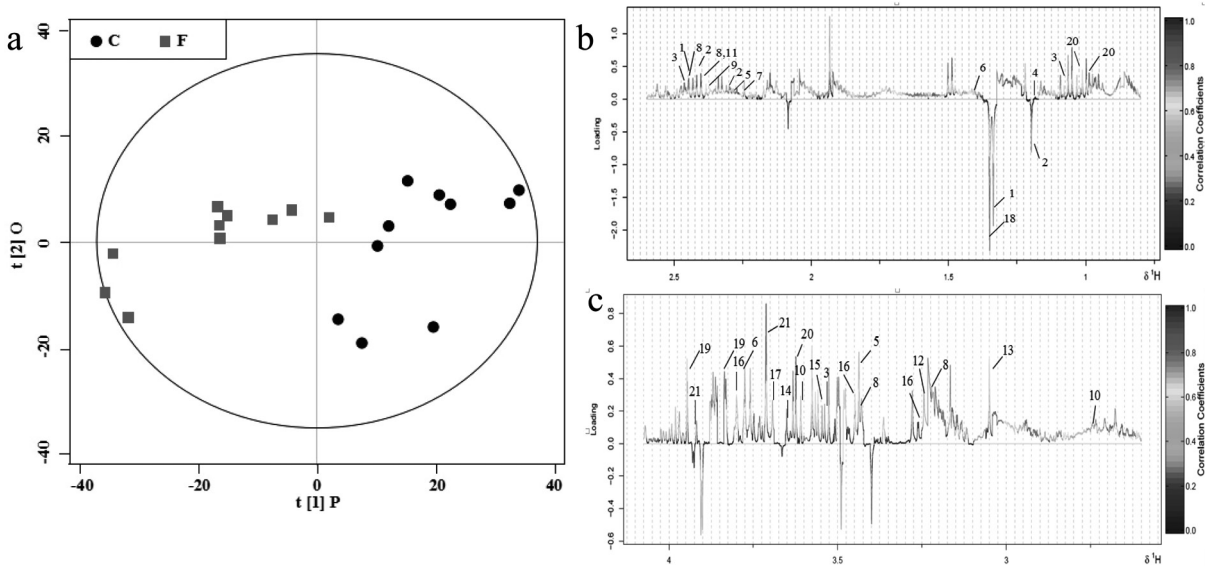 a
C F
40
20
0
-20
-40
t [2] O
-40 -20 0 20 40
t [1] P
b
1.0
0.5
0.0
-0.5
-1.0
-1.5
-2.0
Loading
3 1 8 2 8,11 9 2 5 7
6
4
3 20 20
2
1
18
2.5 2 1.5 1
δ ¹H
1.0
0.8
0.6
0.4
0.2
0.0
Correlation Coefficients
c
0.8
0.6
0.4
0.2
0.0
-0.2
-0.4
-0.6
Loading
19 21 19 16 6 21 17 14 20 10 15 3 16 5 8 16 12 8 13 10
4 3.5 3
δ ¹H
1.0
0.8
0.6
0.4
0.2
0.0
Correlation Coefficients